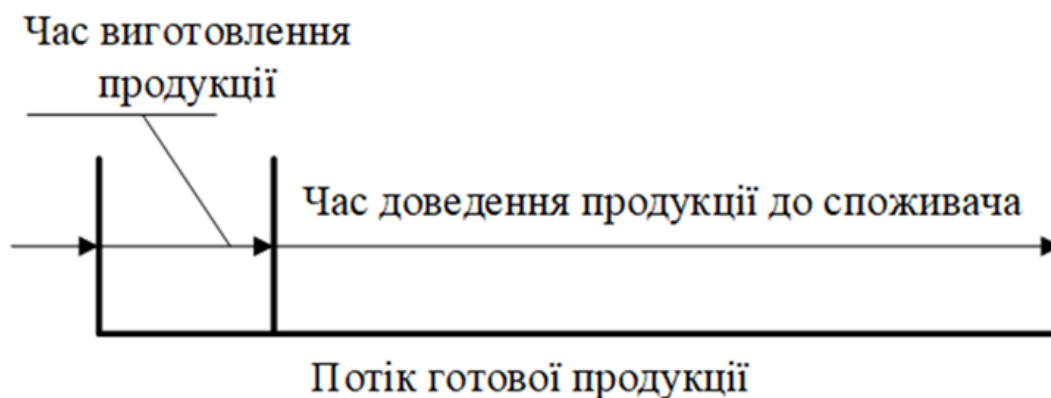 Час виготовлення
продукції
Час доведення продукції до споживача
Потік готової продукції